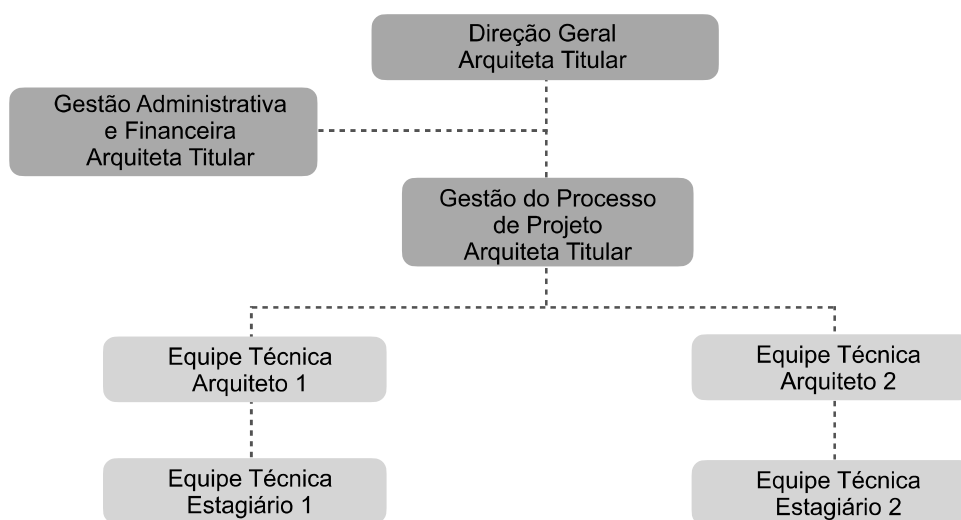 Direção Geral
Arquiteta Titular
Gestão Administrativa
e Financeira
Arquiteta Titular
Gestão do Processo
de Projeto
Arquiteta Titular
Equipe Técnica
Arquiteto 1
Equipe Técnica
Arquiteto 2
Equipe Técnica
Estagiário 1
Equipe Técnica
Estagiário 2